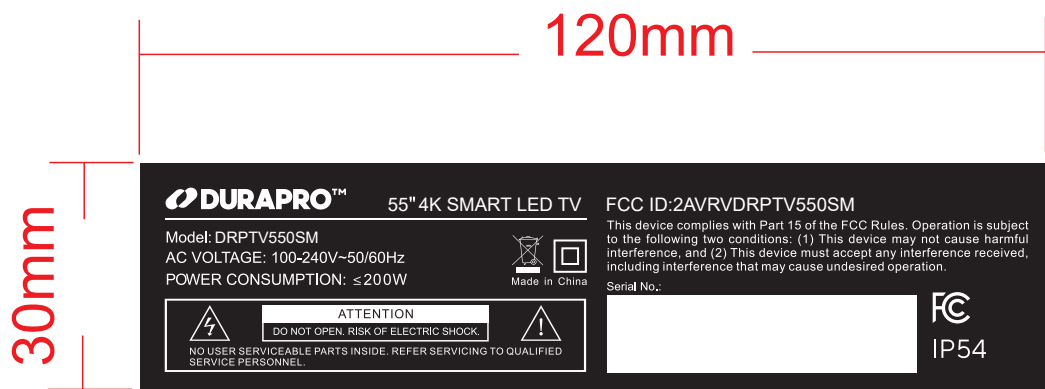 120mm
30mm
DURAPRO™
55" 4K SMART LED TV
Model: DRPTV550SM
AC VOLTAGE: 100-240V~50/60Hz
POWER CONSUMPTION: ≤200W
Made in China
ATTENTION
DO NOT OPEN. RISK OF ELECTRIC SHOCK.
NO USER SERVICEABLE PARTS INSIDE. REFER SERVICING TO QUALIFIED
SERVICE PERSONNEL.
FCC ID:2AVRVDRPTV550SM
This device complies with Part 15 of the FCC Rules. Operation is subject
to the following two conditions: (1) This device may not cause harmful
interference, and (2) This device must accept any interference received,
including interference that may cause undesired operation.
Serial No.:
FC
IP54